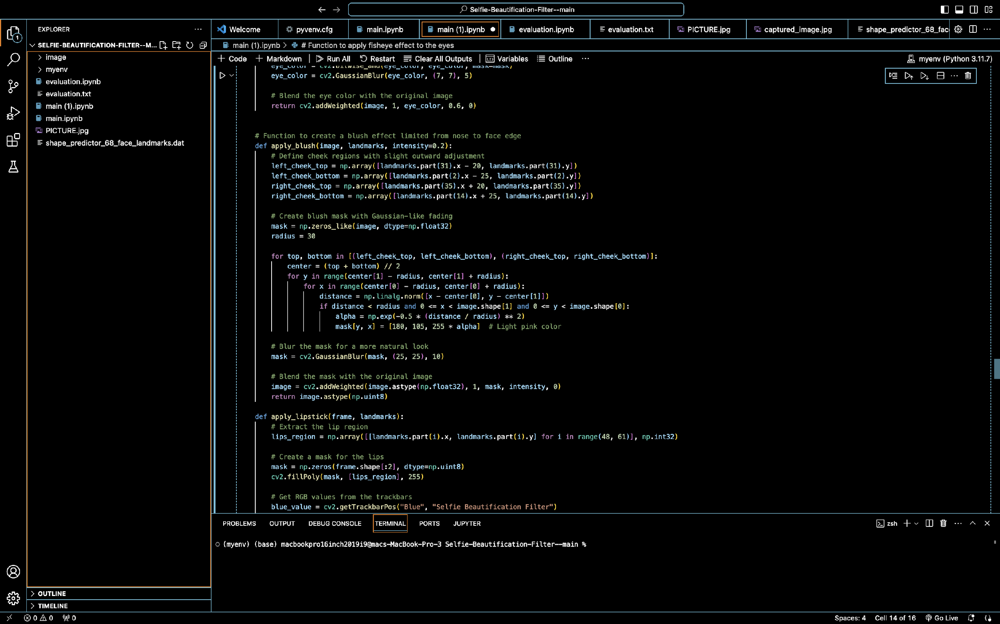 Selfie-Beautification-Filter--main
EXPLORER
SELFIE-BEAUTIFICATION-FILTER--M...
image
myenv
evaluation.ipynb
evaluation.txt
main (1).ipynb
main.ipynb
PICTURE.jpg
shape_predictor_68_face_landmarks.dat
OUTLINE
TIMELINE
1
Welcome
pyvenv.cfg
main.ipynb
main (1).ipynb
evaluation.ipynb
evaluation.txt
PICTURE.jpg
captured_image.jpg
shape_predictor_68_fac
main (1).ipynb > # Function to apply fisheye effect to the eyes
+ Code + Markdown | Run All Restart Clear All Outputs | Variables Outline ...
myenv (Python 3.11.7)
eye_color = cv2.bitwise_and(eye_color, eye_color, mask=mask)
eye_color = cv2.GaussianBlur(eye_color, (7, 7), 5)
# Blend the eye color with the original image
return cv2.addWeighted(image, 1, eye_color, 0.6, 0)
# Function to create a blush effect limited from nose to face edge
def apply_blush(image, landmarks, intensity=0.2):
# Define cheek regions with slight outward adjustment
left_cheek_top = np.array([landmarks.part(31).x - 20, landmarks.part(31).y])
left_cheek_bottom = np.array([landmarks.part(2).x - 25, landmarks.part(2).y])
right_cheek_top = np.array([landmarks.part(35).x + 20, landmarks.part(35).y])
right_cheek_bottom = np.array([landmarks.part(14).x + 25, landmarks.part(14).y])
# Create blush mask with Gaussian-like fading
mask = np.zeros_like(image, dtype=np.float32)
radius = 30
for top, bottom in [(left_cheek_top, left_cheek_bottom), (right_cheek_top, right_cheek_bottom)]:
center = (top + bottom) // 2
for y in range(center[1] - radius, center[1] + radius):
for x in range(center[0] - radius, center[0] + radius):
distance = np.linalg.norm([x - center[0], y - center[1]])
if distance < radius and 0 <= x < image.shape[1] and 0 <= y < image.shape[0]:
alpha = np.exp(-0.5 * (distance / radius) ** 2)
mask[y, x] = [180, 105, 255 * alpha]  # Light pink color
# Blur the mask for a more natural look
mask = cv2.GaussianBlur(mask, (25, 25), 10)
# Blend the mask with the original image
image = cv2.addWeighted(image.astype(np.float32), 1, mask, intensity, 0)
return image.astype(np.uint8)
def apply_lipstick(frame, landmarks):
# Extract the lip region
lips_region = np.array([[landmarks.part(i).x, landmarks.part(i).y] for i in range(48, 61)], np.int32)
# Create a mask for the lips
mask = np.zeros(frame.shape[:2], dtype=np.uint8)
cv2.fillPoly(mask, [lips_region], 255)
# Get RGB values from the trackbars
blue_value = cv2.getTrackbarPos("Blue", "Selfie Beautification Filter")
PROBLEMS OUTPUT DEBUG CONSOLE TERMINAL PORTS JUPYTER
zsh
(myenv) (base) macbookpro16inch2019i9@macs-MacBook-Pro-3 Selfie-Beautification-Filter--main %
0 0 0
Spaces: 4 Cell 14 of 16 Go Live